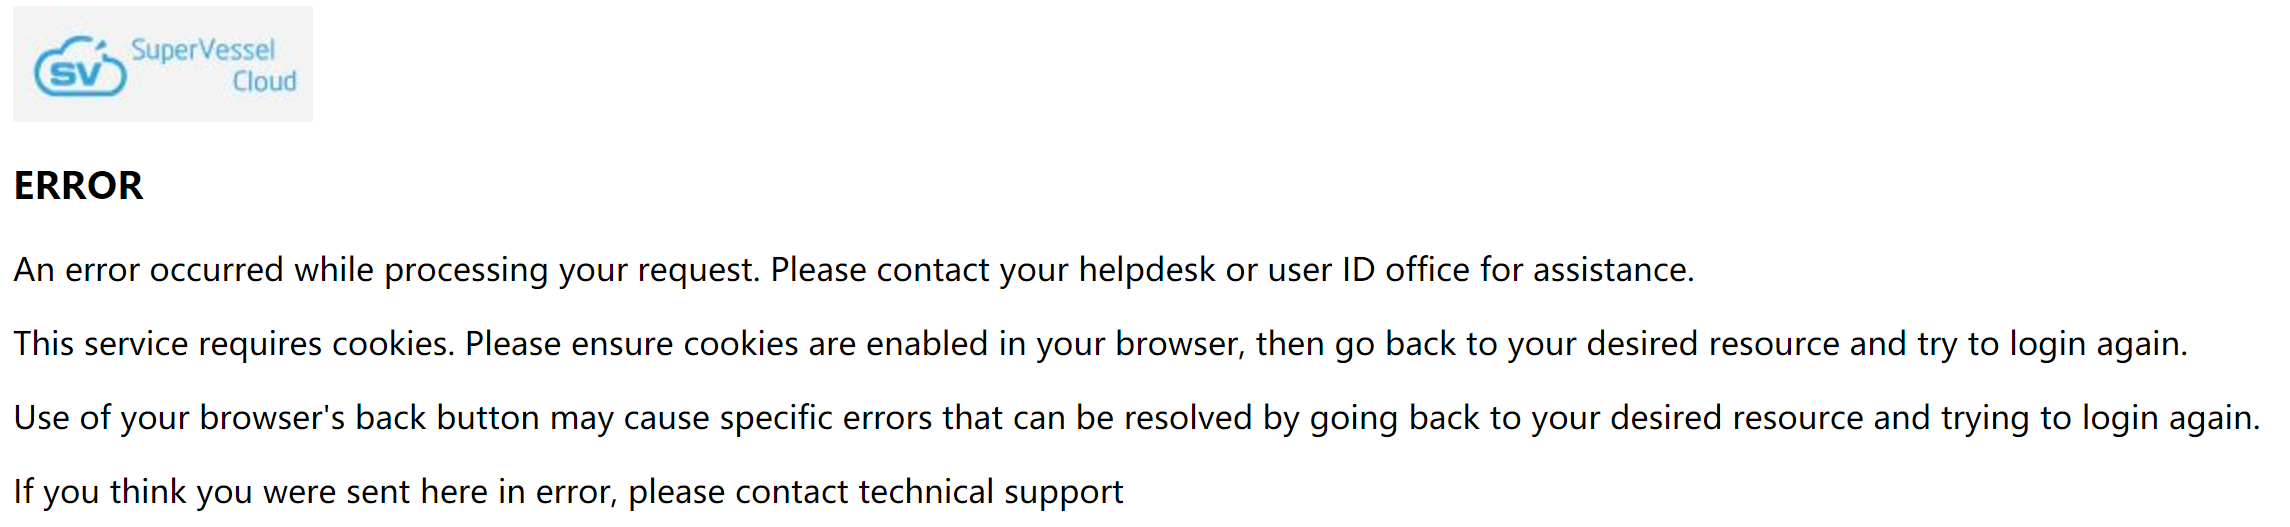 SV
SuperVessel
Cloud
ERROR
An error occurred while processing your request. Please contact your helpdesk or user ID office for assistance.
This service requires cookies. Please ensure cookies are enabled in your browser, then go back to your desired resource and try to login again.
Use of your browser's back button may cause specific errors that can be resolved by going back to your desired resource and trying to login again.
If you think you were sent here in error, please contact technical support